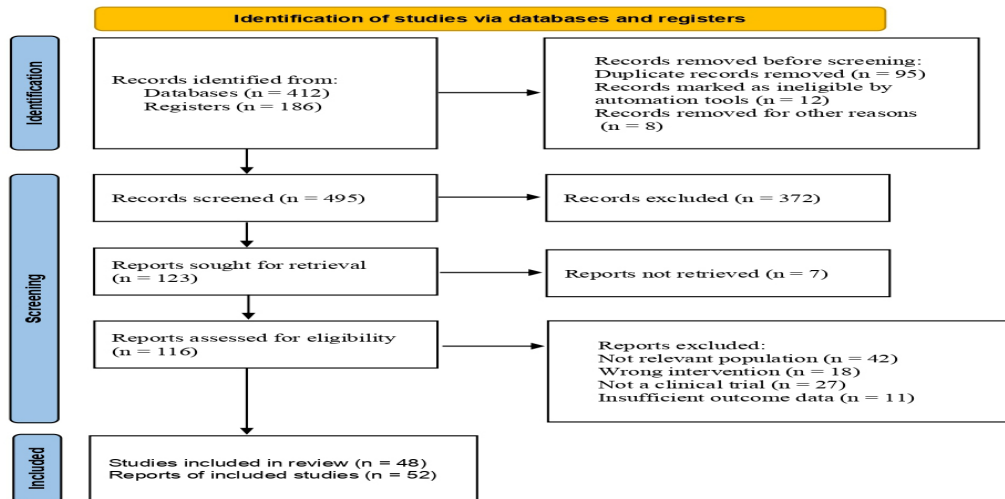 Identification of studies via databases and registers
Identification
Records identified from:
Databases (n = 412)
Registers (n = 186)
Records removed before screening:
Duplicate records removed (n = 95)
Records marked as ineligible by
automation tools (n = 12)
Records removed for other reasons
(n = 8)
Screening
Records screened (n = 495)
Records excluded (n = 372)
Reports sought for retrieval
(n = 123)
Reports not retrieved (n = 7)
Reports assessed for eligibility
(n = 116)
Reports excluded:
Not relevant population (n = 42)
Wrong intervention (n = 18)
Not a clinical trial (n = 27)
Insufficient outcome data (n = 11)
Included
Studies included in review (n = 48)
Reports of included studies (n = 52)